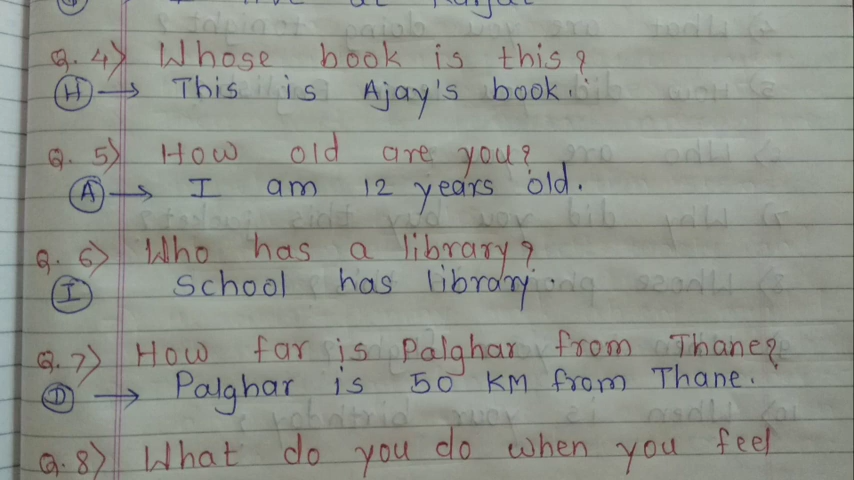 Q. 4) Whose book is this?
(H) → This is Ajay's book.
Q. 5) How old are you?
(A) → I am 12 years old.
Q. 6) Who has a library?
(I) School has library.
Q. 7) How far is Palghar from Thane?
(D) → Palghar is 50 KM from Thane.
Q. 8) What do you do when you feel